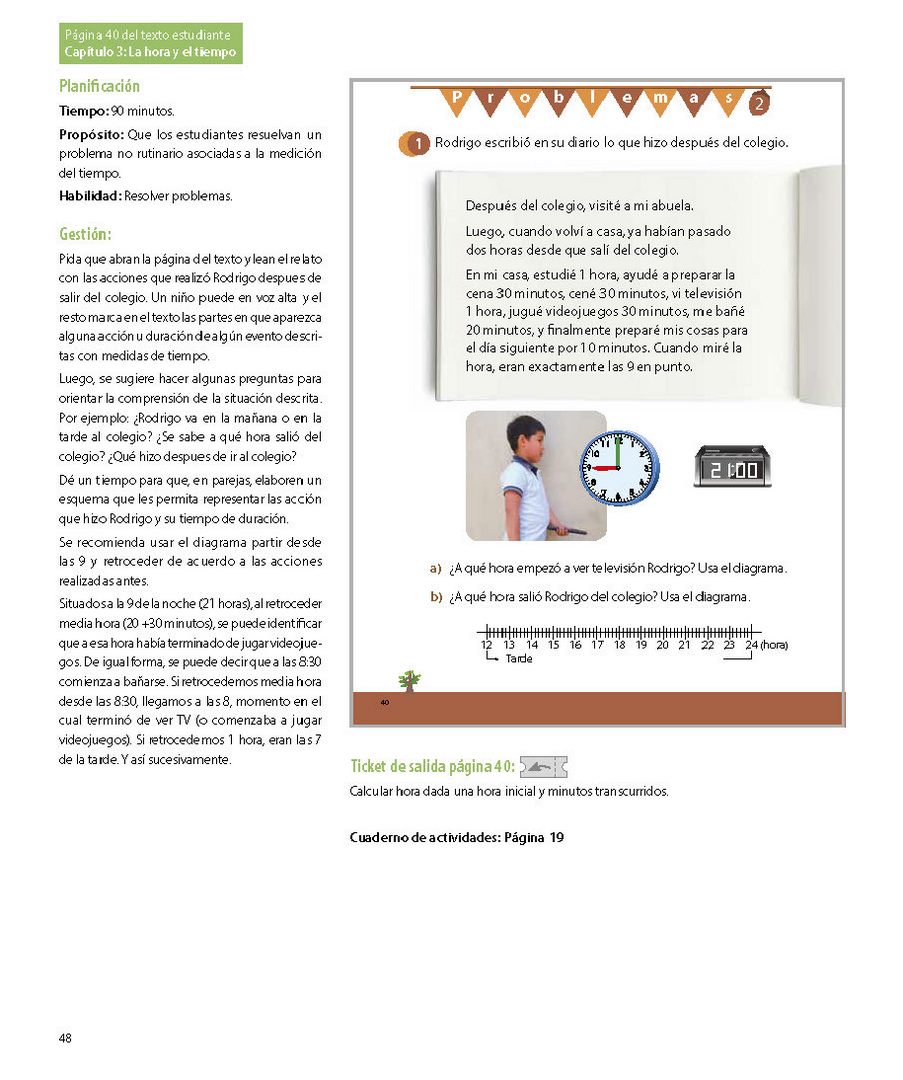 Página 40 del texto estudiante
Capítulo 3: La hora y el tiempo
Planificación
Tiempo: 90 minutos.
Propósito: Que los estudiantes resuelvan un
problema no rutinario asociadas a la medición
del tiempo.
Habilidad: Resolver problemas.
Gestión:
Pida que abran la página del texto y lean el relato
con las acciones que realizó Rodrigo despues de
salir del colegio. Un niño puede en voz alta y el
resto marca en el texto las partes en que aparezca
alguna acción u duración de algún evento descri-
tas con medidas de tiempo.
Luego, se sugiere hacer algunas preguntas para
orientar la comprensión de la situación descrita.
Por ejemplo: ¿Rodrigo va en la mañana o en la
tarde al colegio? ¿Se sabe a qué hora salió del
colegio? ¿Qué hizo despues de ir al colegio?
Dé un tiempo para que, en parejas, elaboren un
esquema que les permita representar las acción
que hizo Rodrigo y su tiempo de duración.
Se recomienda usar el diagrama partir desde
las 9 y retroceder de acuerdo a las acciones
realizadas antes.
Situados a la 9 de la noche (21 horas), al retroceder
media hora (20 +30 minutos), se puede identificar
que a esa hora había terminado de jugar videojue-
gos. De igual forma, se puede decir que a las 8:30
comienza a bañarse. Si retrocedemos media hora
desde las 8:30, llegamos a las 8, momento en el
cual terminó de ver TV (o comenzaba a jugar
videojuegos). Si retrocedemos 1 hora, eran las 7
de la tarde. Y así sucesivamente.
Problemas 2
1 Rodrigo escribió en su diario lo que hizo después del colegio.
Después del colegio, visité a mi abuela.
Luego, cuando volví a casa, ya habían pasado
dos horas desde que salí del colegio.
En mi casa, estudié 1 hora, ayudé a preparar la
cena 30 minutos, cené 30 minutos, vi televisión
1 hora, jugué videojuegos 30 minutos, me bañé
20 minutos, y finalmente preparé mis cosas para
el día siguiente por 10 minutos. Cuando miré la
hora, eran exactamente las 9 en punto.
12 1 2 3 4 5 6 7 8 9 10 11
21:00
a) ¿A qué hora empezó a ver televisión Rodrigo? Usa el diagrama.
b) ¿A qué hora salió Rodrigo del colegio? Usa el diagrama.
12 13 14 15 16 17 18 19 20 21 22 23 24 (hora)
Tarde
40
Ticket de salida página 40:
Calcular hora dada una hora inicial y minutos transcurridos.
Cuaderno de actividades: Página 19
48